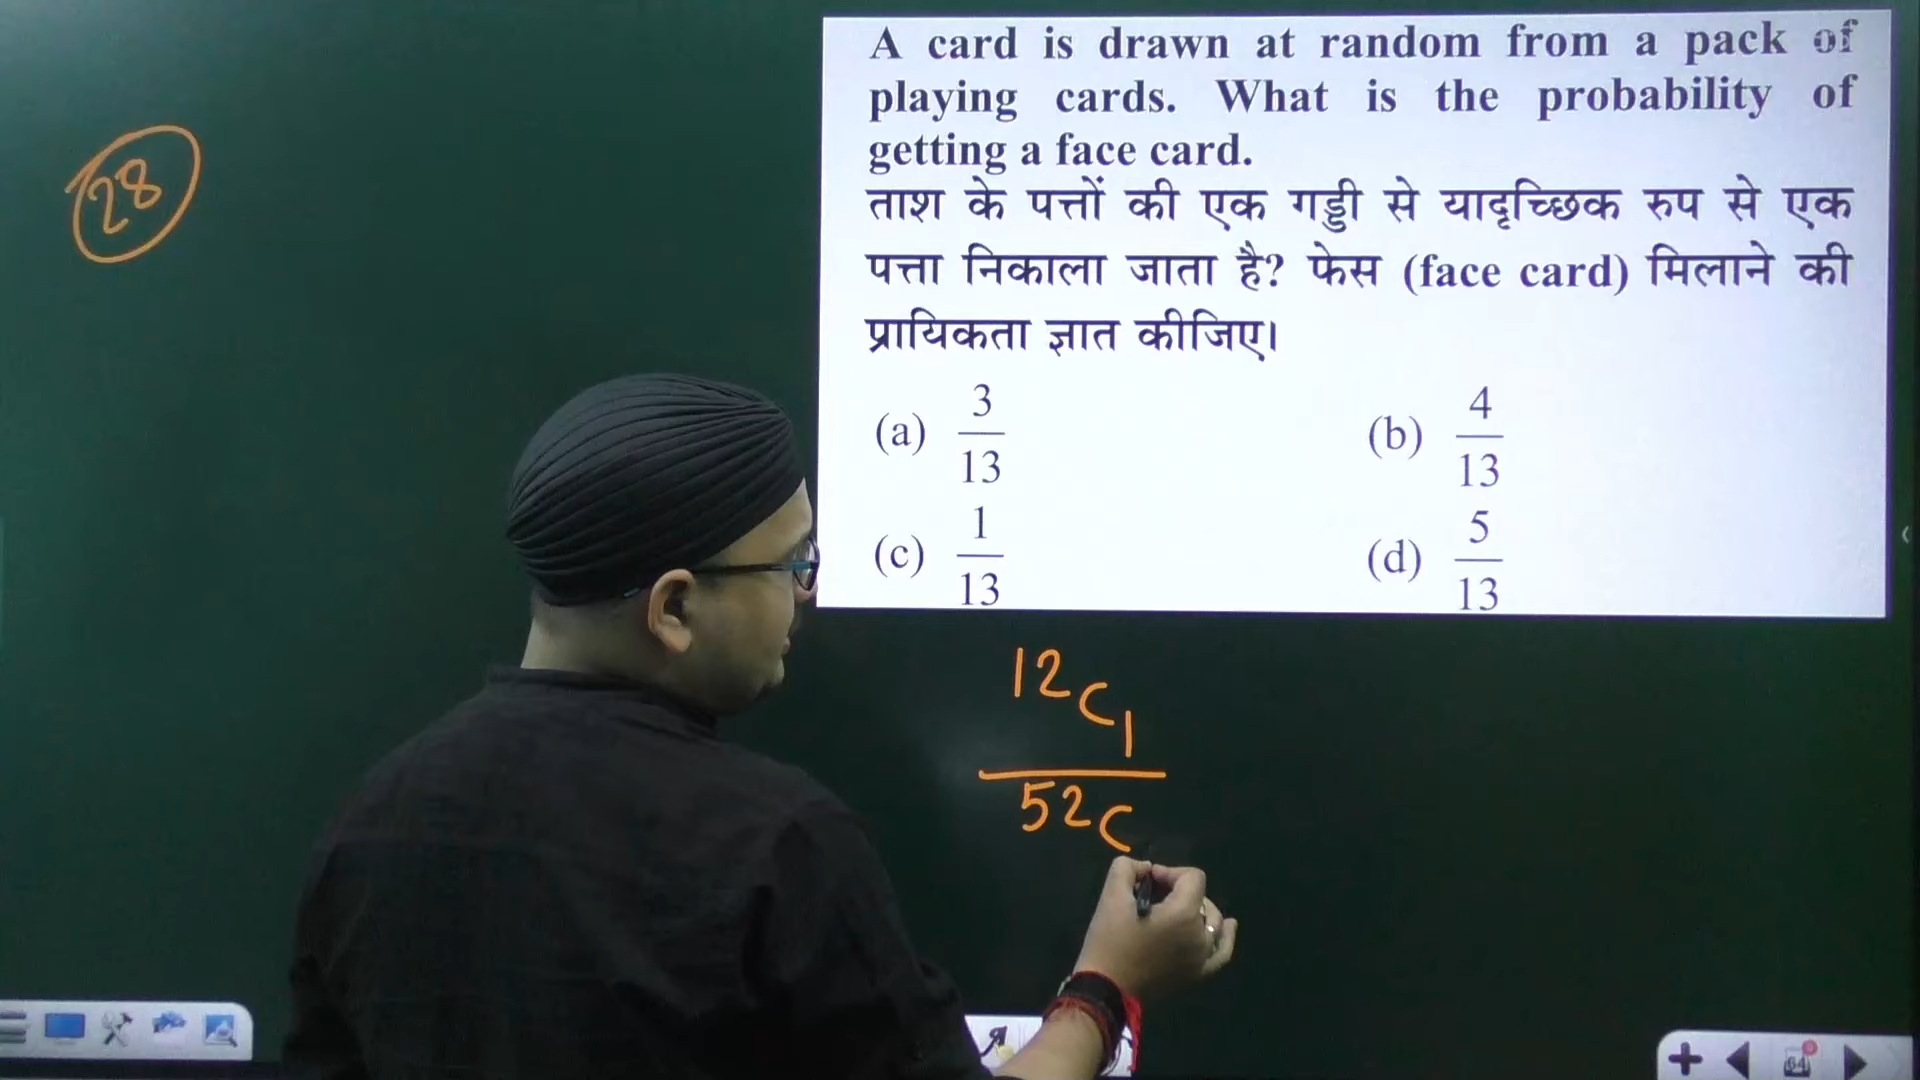 28
A card is drawn at random from a pack of
playing cards. What is the probability of
getting a face card.
ताश के पत्तों की एक गड्डी से यादृच्छिक रुप से एक
पत्ता निकाला जाता है? फेस (face card) मिलाने की
प्रायिकता ज्ञात कीजिए।
(a) 3/13 (b) 4/13
(c) 1/13 (d) 5/13
12C1
52C
64